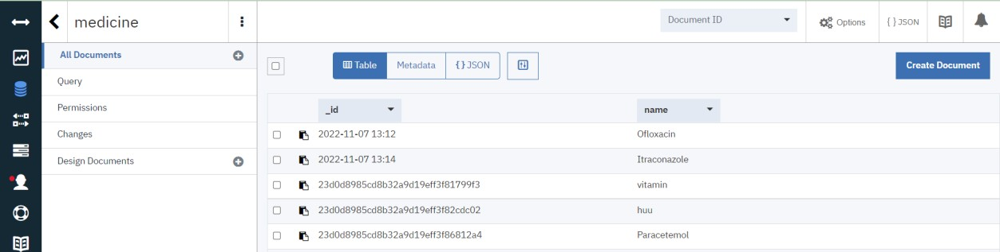 medicine
Document ID
Options
{ } JSON
All Documents
Query
Permissions
Changes
Design Documents
Table
Metadata
{ } JSON
Create Document
_id
name
2022-11-07 13:12
Ofloxacin
2022-11-07 13:14
Itraconazole
23d0d8985cd8b32a9d19eff3f81799f3
vitamin
23d0d8985cd8b32a9d19eff3f82cdc02
huu
23d0d8985cd8b32a9d19eff3f86812a4
Paracetemol